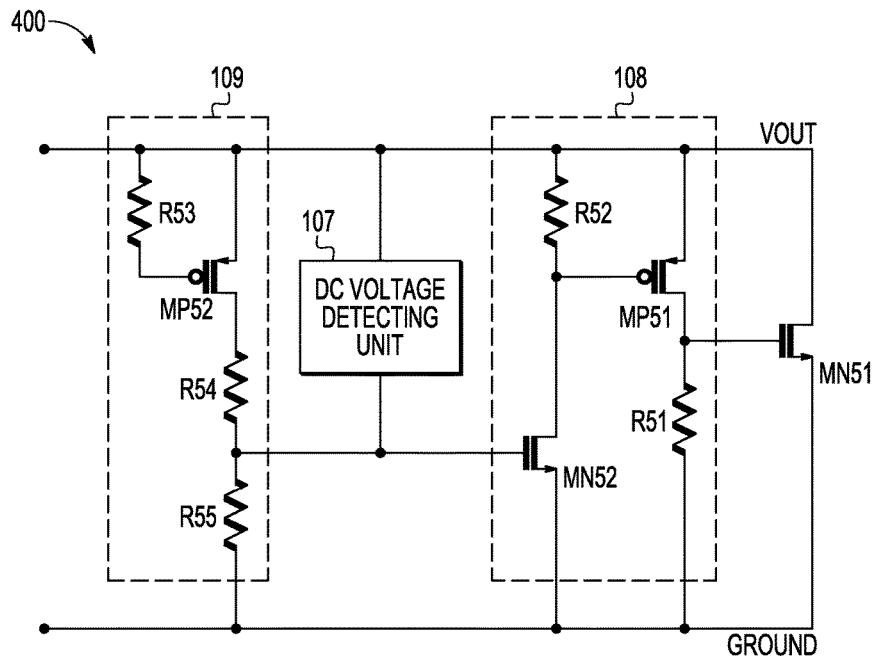 400
109
108
VOUT
R53
R52
107
DC VOLTAGE
DETECTING
UNIT
MP52
MP51
MN51
R54
R51
MN52
R55
GROUND